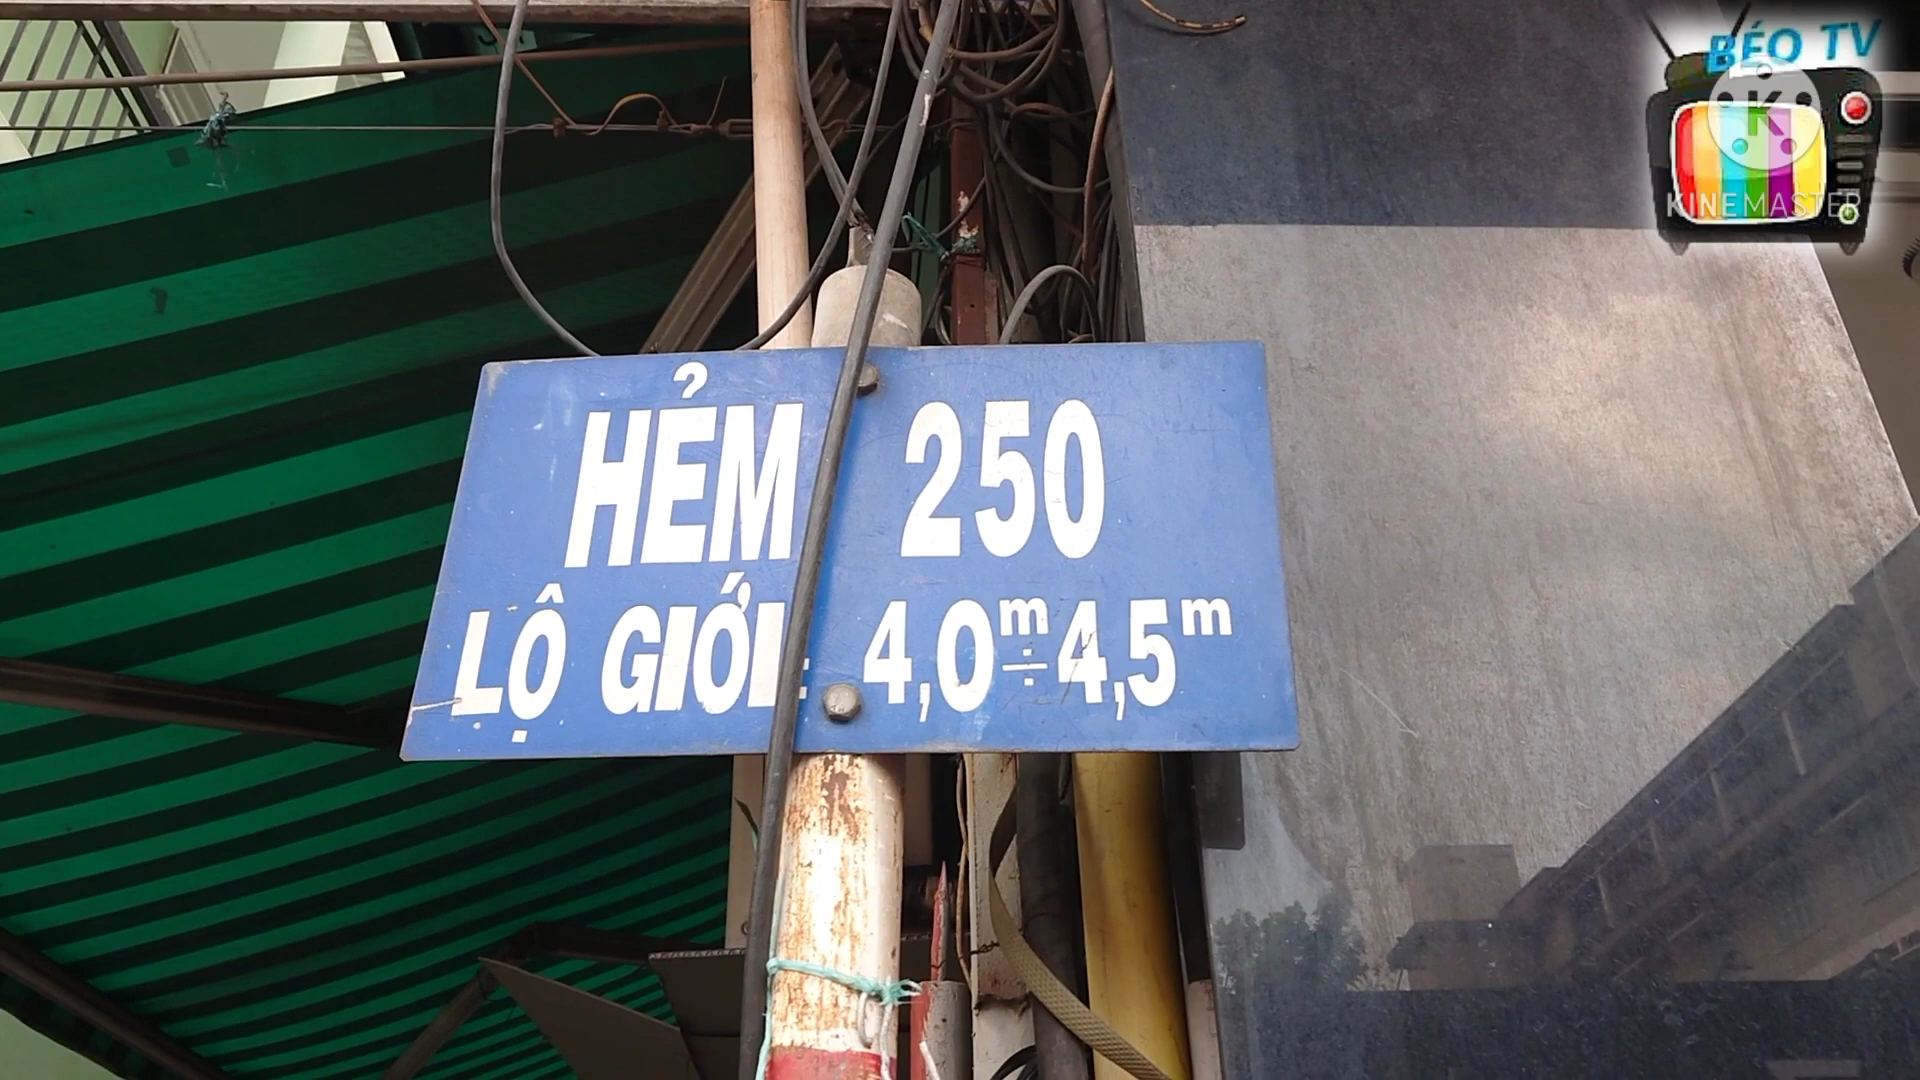 BÉO TV
K
KINEMASTER
HẺM 250
LỘ GIỚI: 4,0m÷4,5m